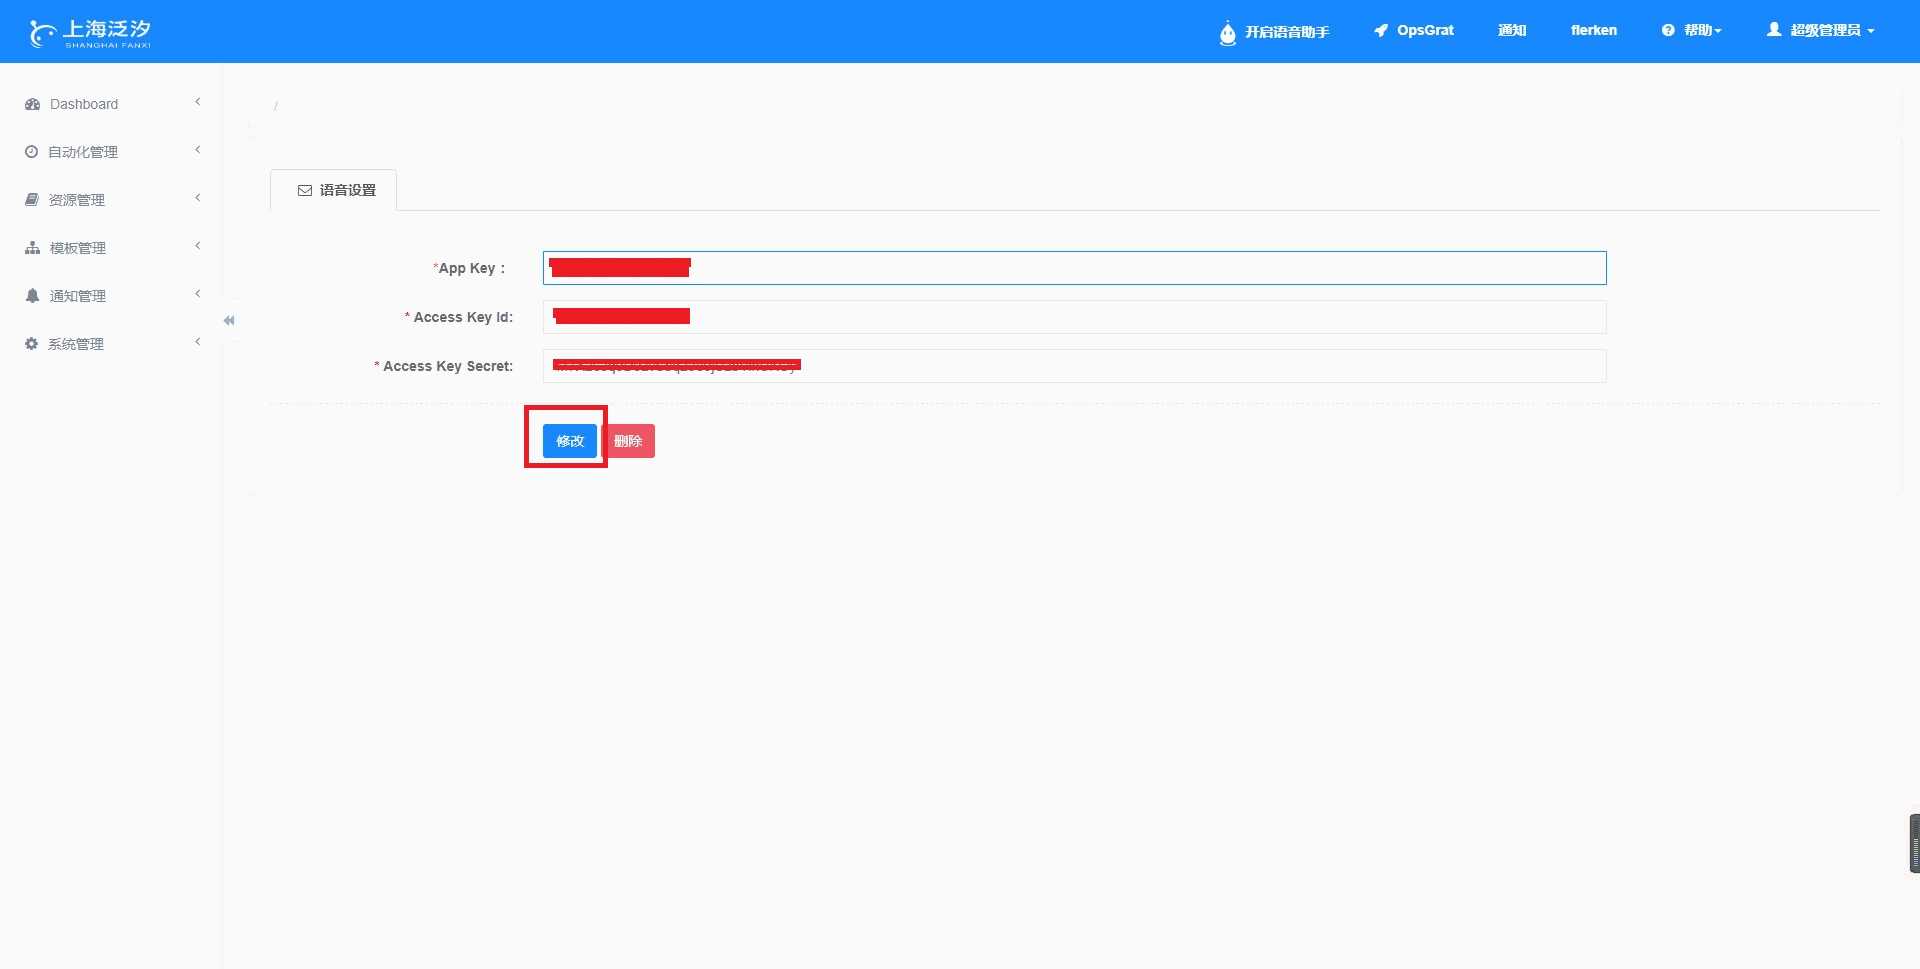 上海泛汐
SHANGHAI FANXI
开启语音助手
OpsGrat
通知
flerken
帮助
超级管理员
Dashboard
自动化管理
资源管理
模板管理
通知管理
系统管理
/
语音设置
*App Key：
* Access Key Id:
* Access Key Secret:
修改
删除